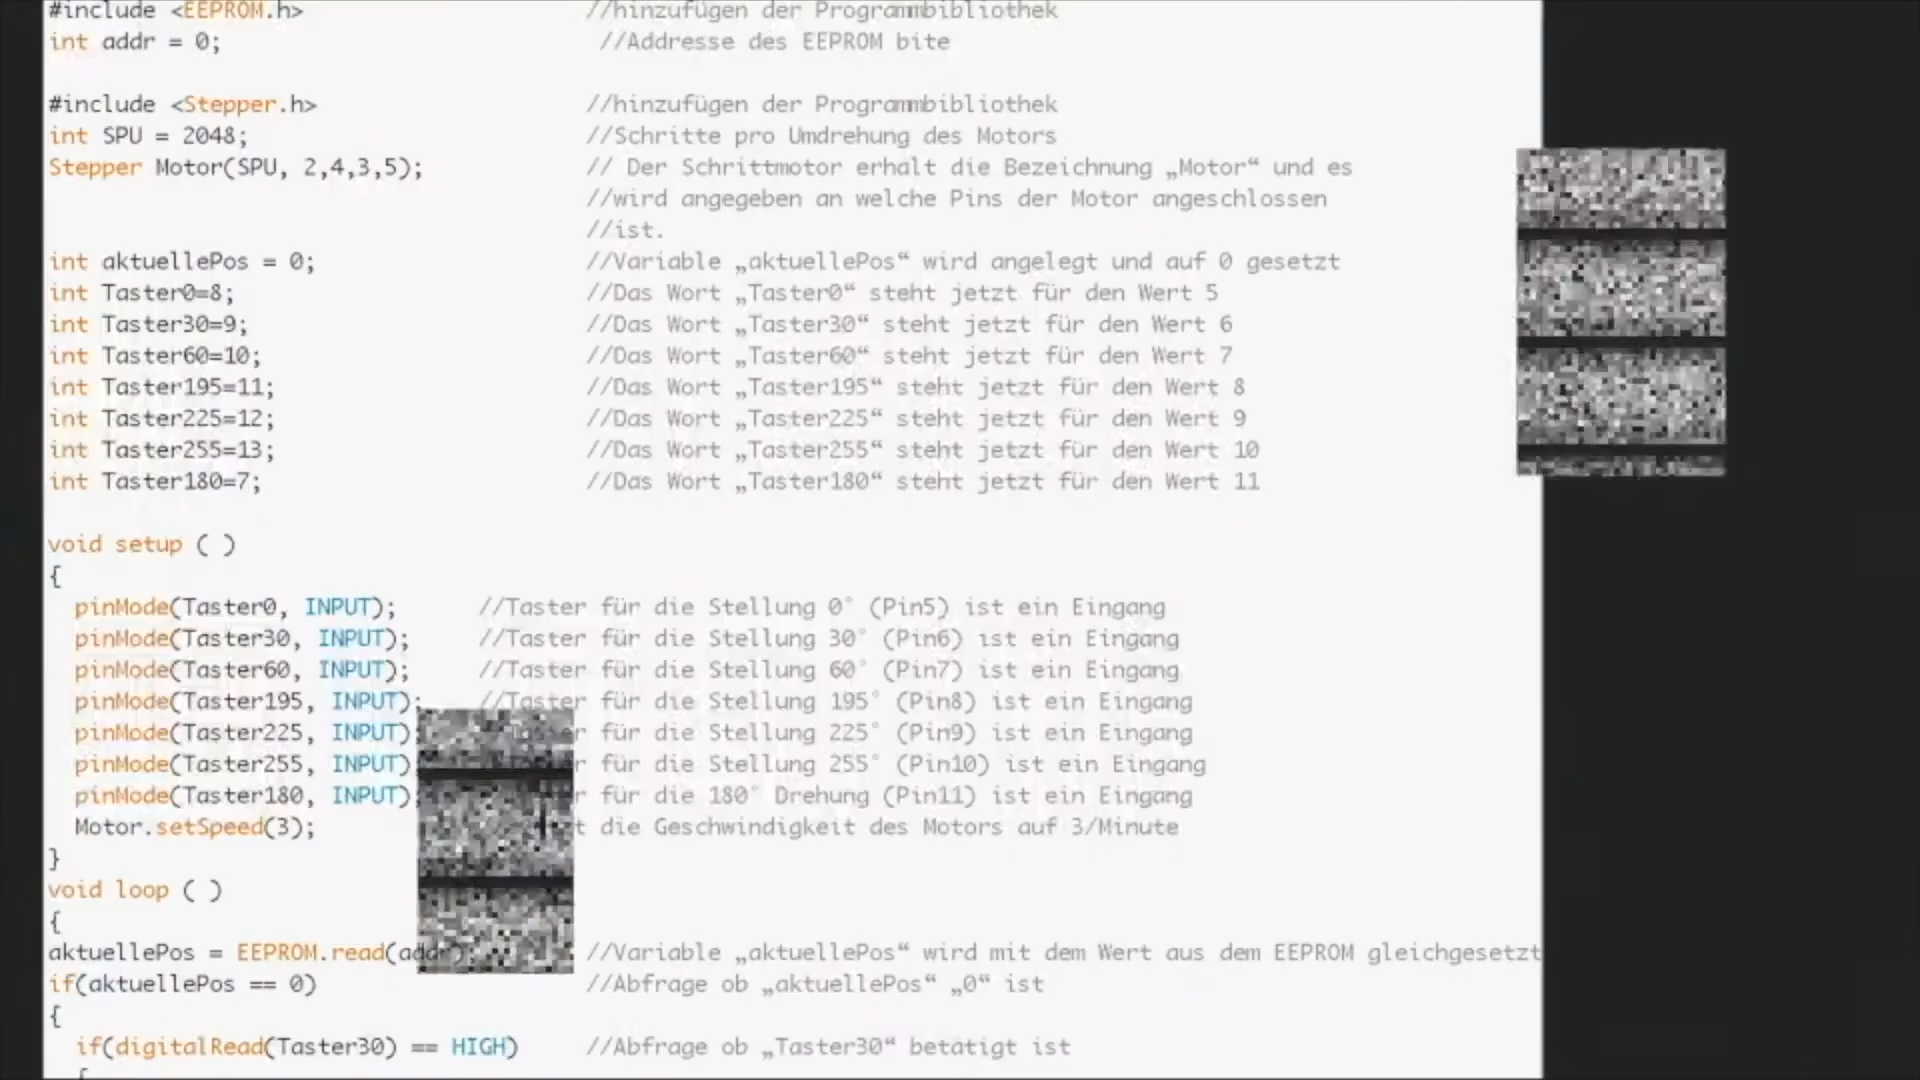 #include <EEPROM.h> //hinzufügen der Programmbibliothek
int addr = 0; //Addresse des EEPROM bite
#include <Stepper.h> //hinzufügen der Programmbibliothek
int SPU = 2048; //Schritte pro Umdrehung des Motors
Stepper Motor(SPU, 2,4,3,5); // Der Schrittmotor erhält die Bezeichnung „Motor“ und es
//wird angegeben an welche Pins der Motor angeschlossen
//ist.
int aktuellePos = 0; //Variable „aktuellePos“ wird angelegt und auf 0 gesetzt
int Taster0=8; //Das Wort „Taster0“ steht jetzt für den Wert 5
int Taster30=9; //Das Wort „Taster30“ steht jetzt für den Wert 6
int Taster60=10; //Das Wort „Taster60“ steht jetzt für den Wert 7
int Taster195=11; //Das Wort „Taster195“ steht jetzt für den Wert 8
int Taster225=12; //Das Wort „Taster225“ steht jetzt für den Wert 9
int Taster255=13; //Das Wort „Taster255“ steht jetzt für den Wert 10
int Taster180=7; //Das Wort „Taster180“ steht jetzt für den Wert 11
void setup ( )
{
pinMode(Taster0, INPUT); //Taster für die Stellung 0° (Pin5) ist ein Eingang
pinMode(Taster30, INPUT); //Taster für die Stellung 30° (Pin6) ist ein Eingang
pinMode(Taster60, INPUT); //Taster für die Stellung 60° (Pin7) ist ein Eingang
pinMode(Taster195, INPUT); //Taster für die Stellung 195° (Pin8) ist ein Eingang
pinMode(Taster225, INPUT) für die Stellung 225° (Pin9) ist ein Eingang
pinMode(Taster255, INPUT) für die Stellung 255° (Pin10) ist ein Eingang
pinMode(Taster180, INPUT) für die 180° Drehung (Pin11) ist ein Eingang
Motor.setSpeed(3); die Geschwindigkeit des Motors auf 3/Minute
}
void loop ( )
{
aktuellePos = EEPROM.read(addr); //Variable „aktuellePos“ wird mit dem Wert aus dem EEPROM gleichgesetzt
if(aktuellePos == 0) //Abfrage ob „aktuellePos“ „0“ ist
{
if(digitalRead(Taster30) == HIGH) //Abfrage ob „Taster30“ betätigt ist
{